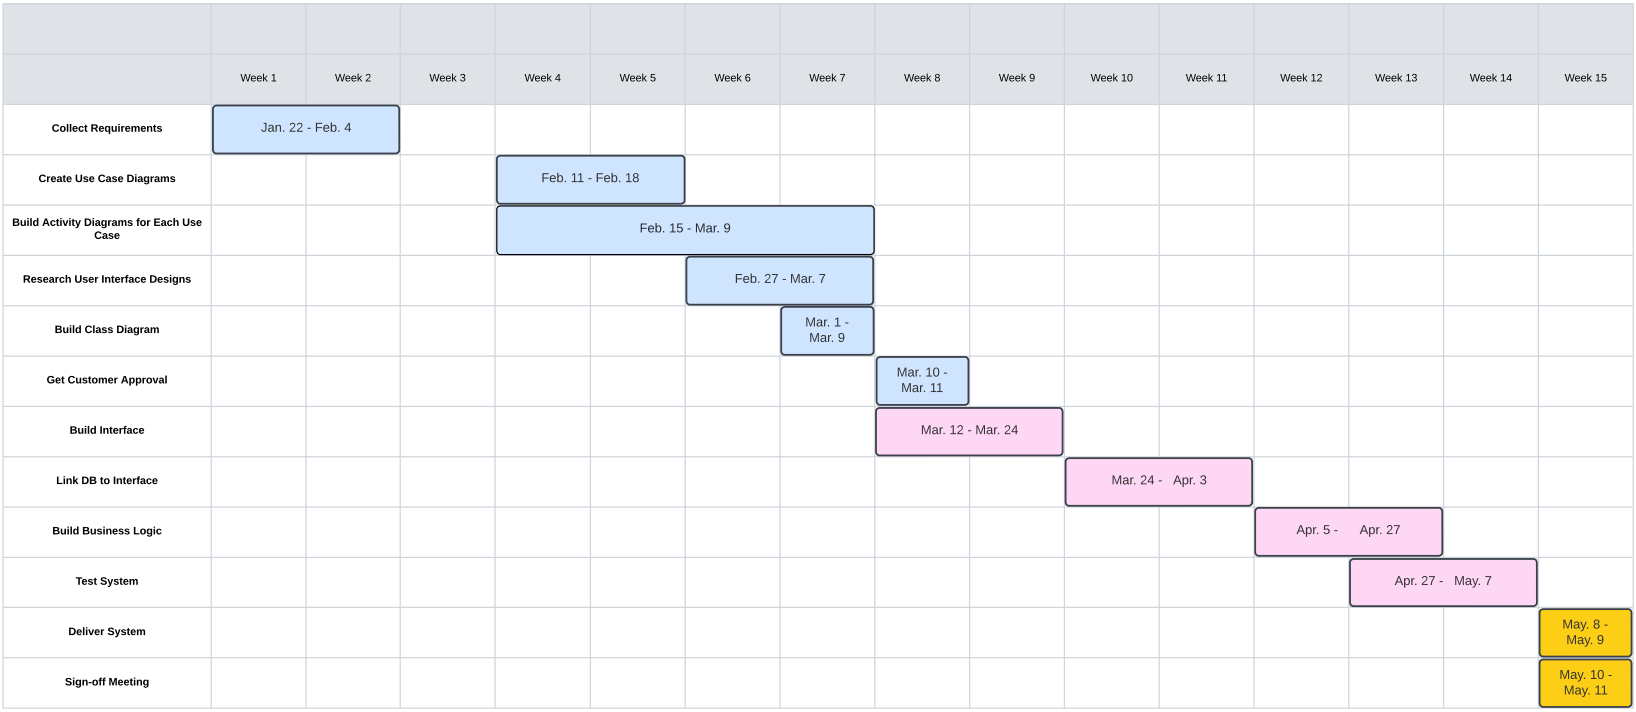 Week 1 Week 2 Week 3 Week 4 Week 5 Week 6 Week 7 Week 8 Week 9 Week 10 Week 11 Week 12 Week 13 Week 14 Week 15
Collect Requirements Jan. 22 - Feb. 4
Create Use Case Diagrams Feb. 11 - Feb. 18
Build Activity Diagrams for Each Use
Case
Feb. 15 - Mar. 9
Research User Interface Designs Feb. 27 - Mar. 7
Build Class Diagram
Mar. 1 -
Mar. 9
Get Customer Approval
Mar. 10 -
Mar. 11
Build Interface Mar. 12 - Mar. 24
Link DB to Interface Mar. 24 - Apr. 3
Build Business Logic Apr. 5 - Apr. 27
Test System Apr. 27 - May. 7
Deliver System
May. 8 -
May. 9
Sign-off Meeting
May. 10 -
May. 11